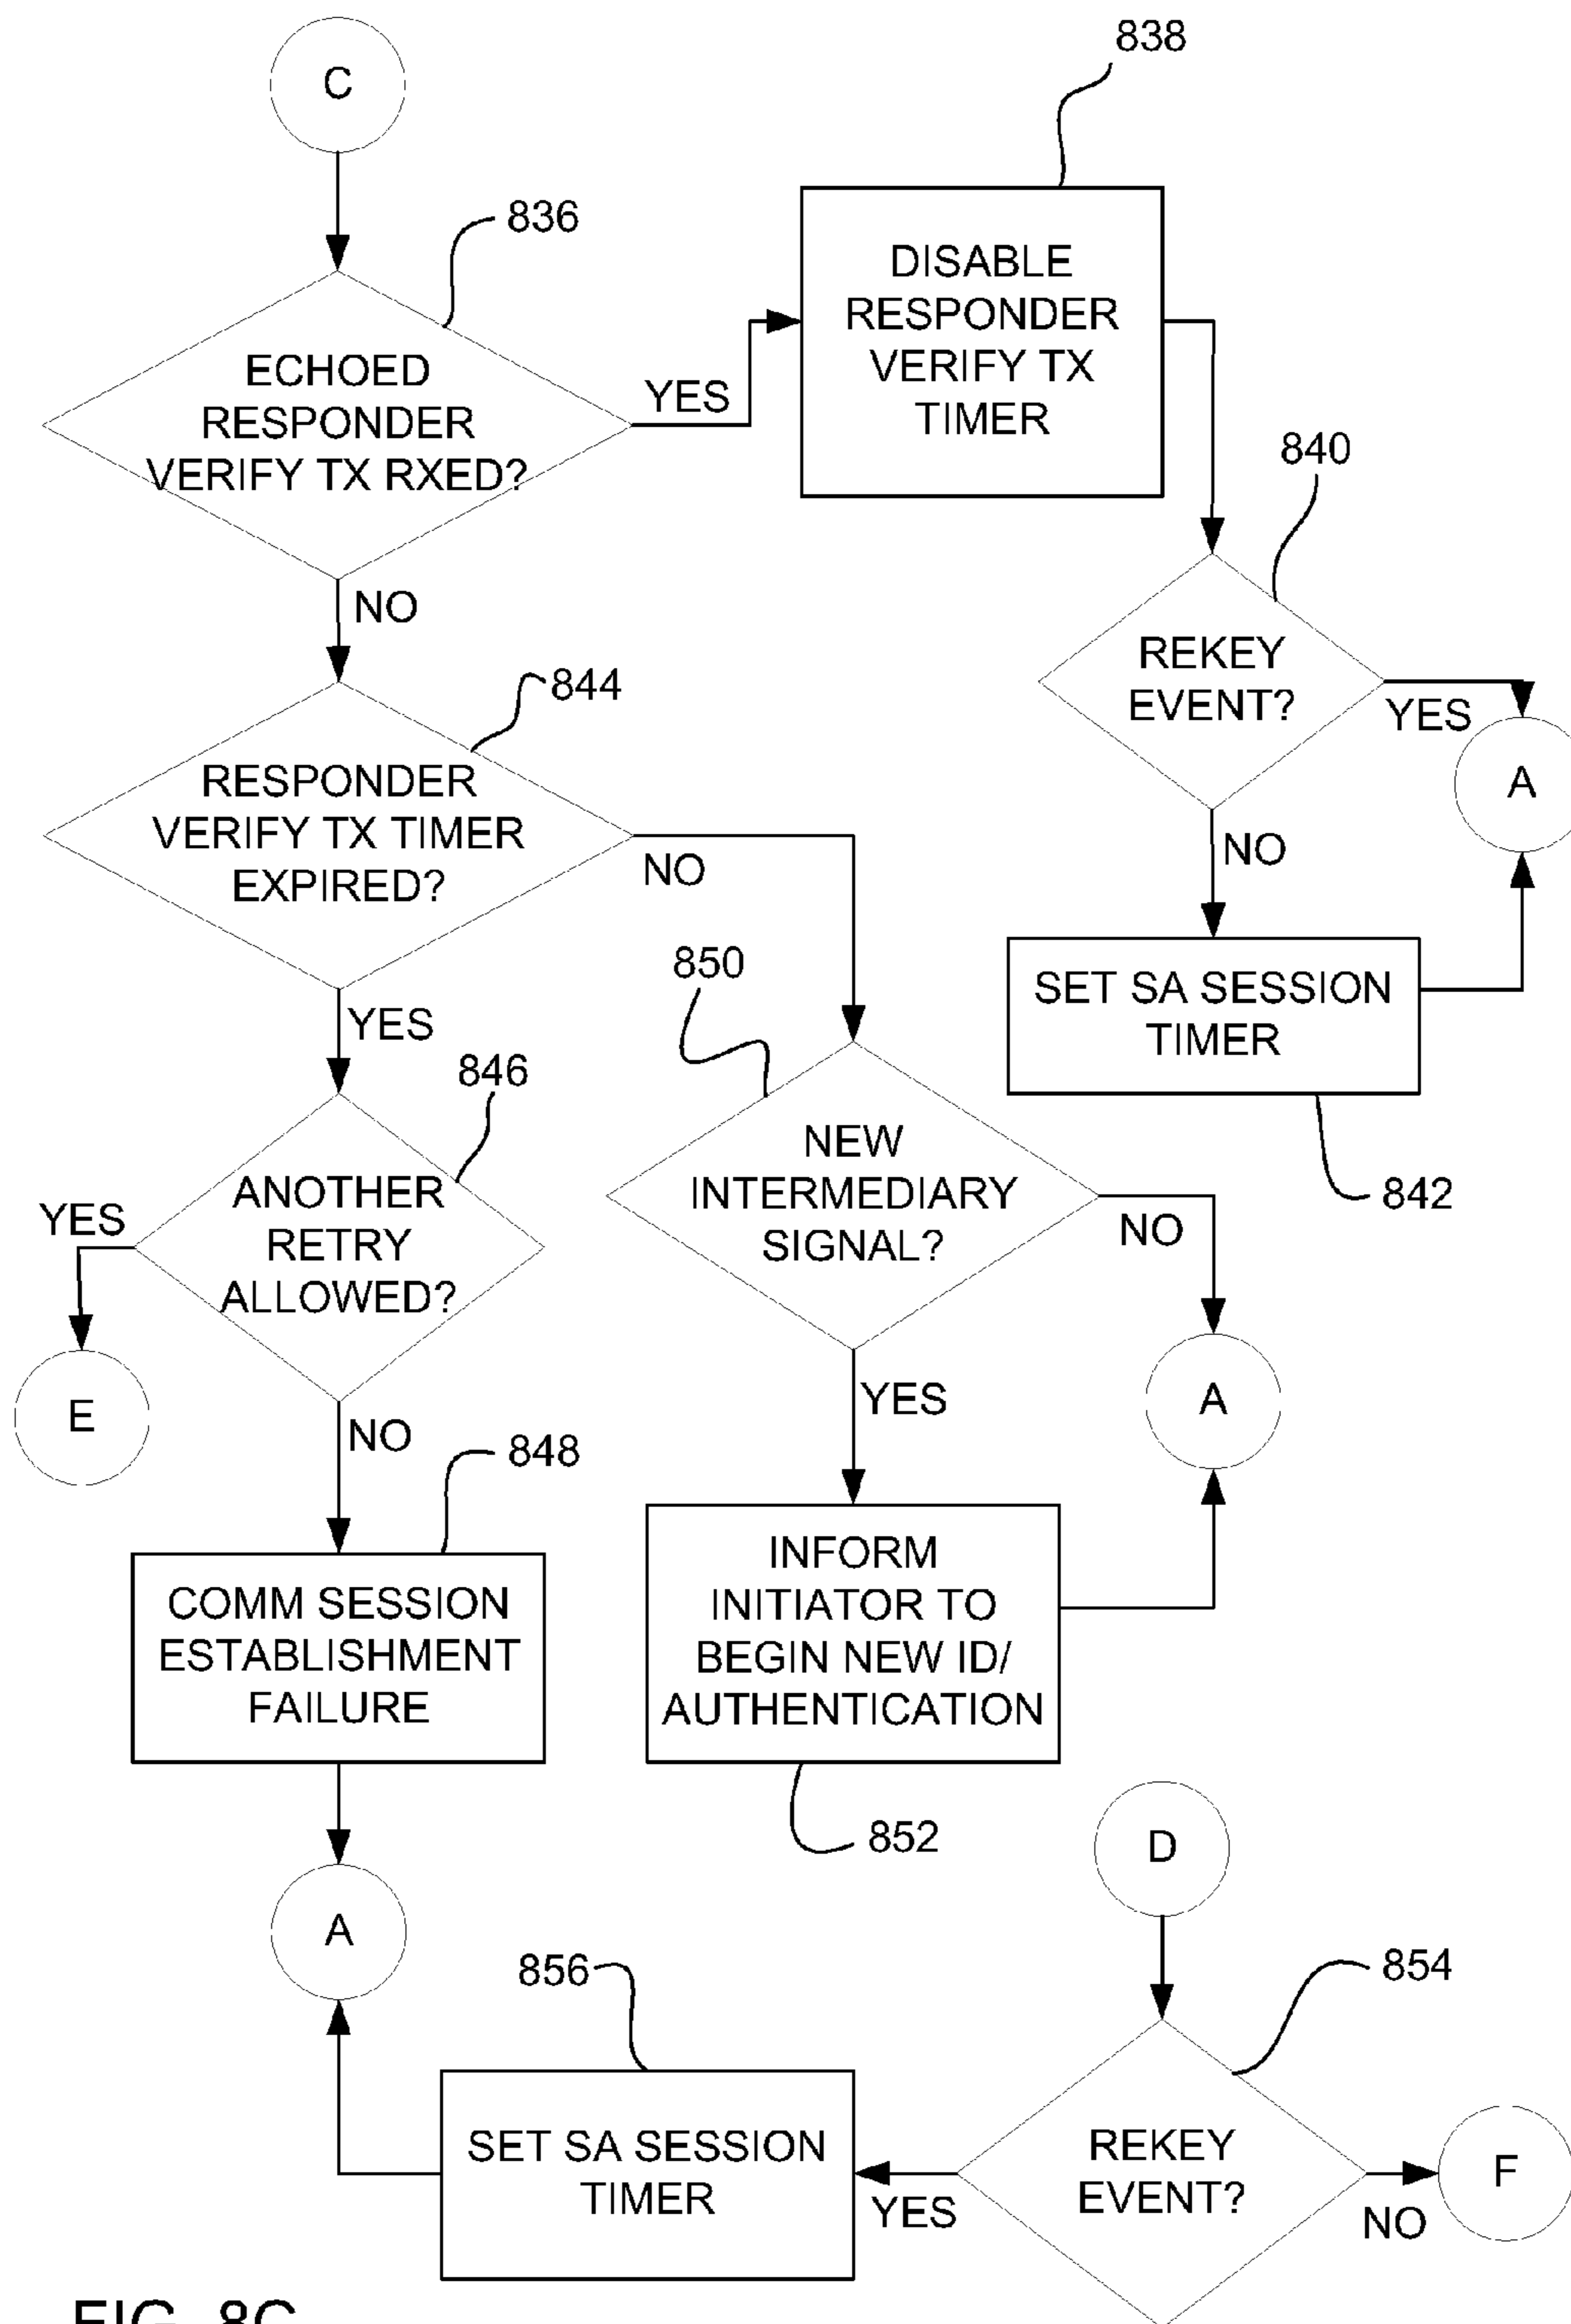 C
838
836
DISABLE
RESPONDER
VERIFY TX
TIMER
ECHOED
RESPONDER
VERIFY TX RXED?
YES
840
NO
REKEY
EVENT?
YES
A
844
RESPONDER
VERIFY TX TIMER
EXPIRED?
NO
NO
850
SET SA SESSION
TIMER
YES
846
842
NEW
INTERMEDIARY
SIGNAL?
NO
ANOTHER
RETRY
ALLOWED?
YES
E
A
YES
NO
848
INFORM
INITIATOR TO
BEGIN NEW ID/
AUTHENTICATION
COMM SESSION
ESTABLISHMENT
FAILURE
852
D
A
856
854
SET SA SESSION
TIMER
YES
REKEY
EVENT?
NO
F
FIG. 8C